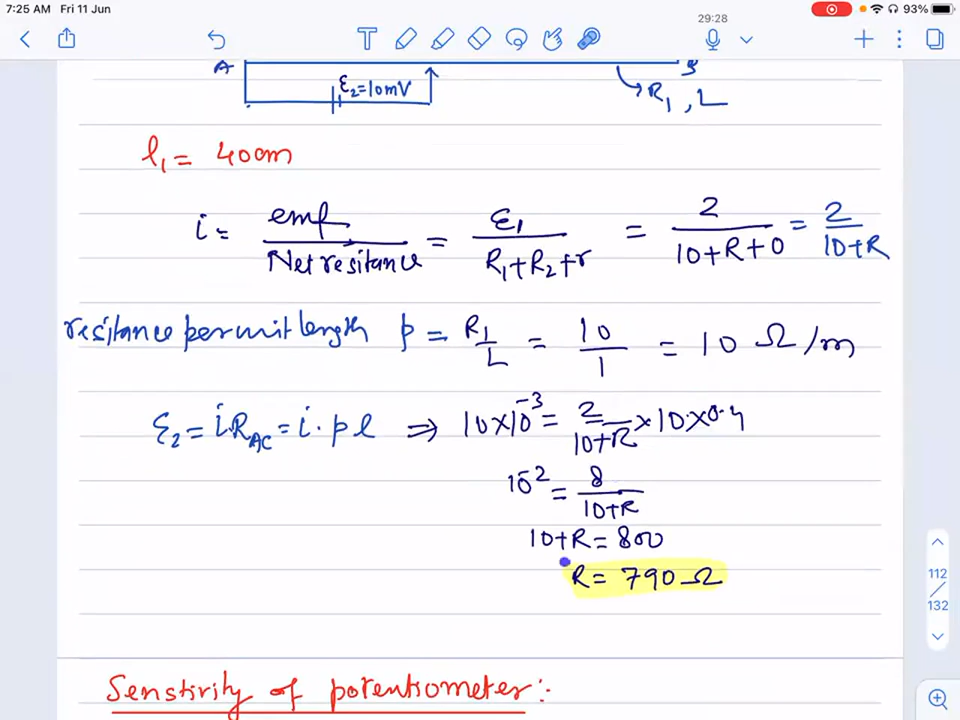 7:25 AM Fri 11 Jun
93%
29:28
A
B
ε2=10mV
R1, L
l1 = 40cm
i = emf/Net resitance = ε1/R1+R2+r = 2/10+R+0 = 2/10+R
resistance per unit length ρ = R1/L = 10/1 = 10 Ω/m
ε2 = i·RAC = i·ρl ⇒ 10×10^-3 = 2/10+R × 10×0.4
10^-2 = 8/10+R
10+R = 800
R = 790 Ω
112
/
132
Senstivity of potentiometer:-